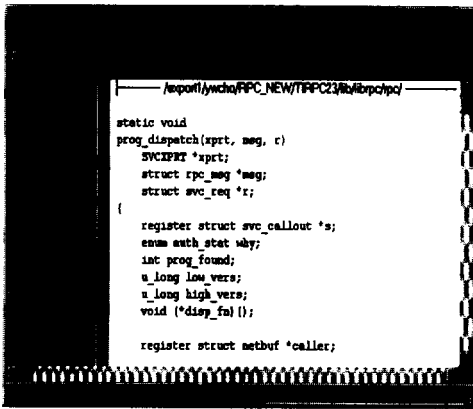 /export1/ywcho/RPC_NEW/TIRPC23/lib/librpc/rpc/
static void
prog_dispatch(xprt, msg, r)
SVCXPRT *xprt;
struct rpc_msg *msg;
struct svc_req *r;
{
register struct svc_callout *s;
enum auth_stat why;
int prog_found;
u_long low_vers;
u_long high_vers;
void (*disp_fn)();
register struct netbuf *caller;